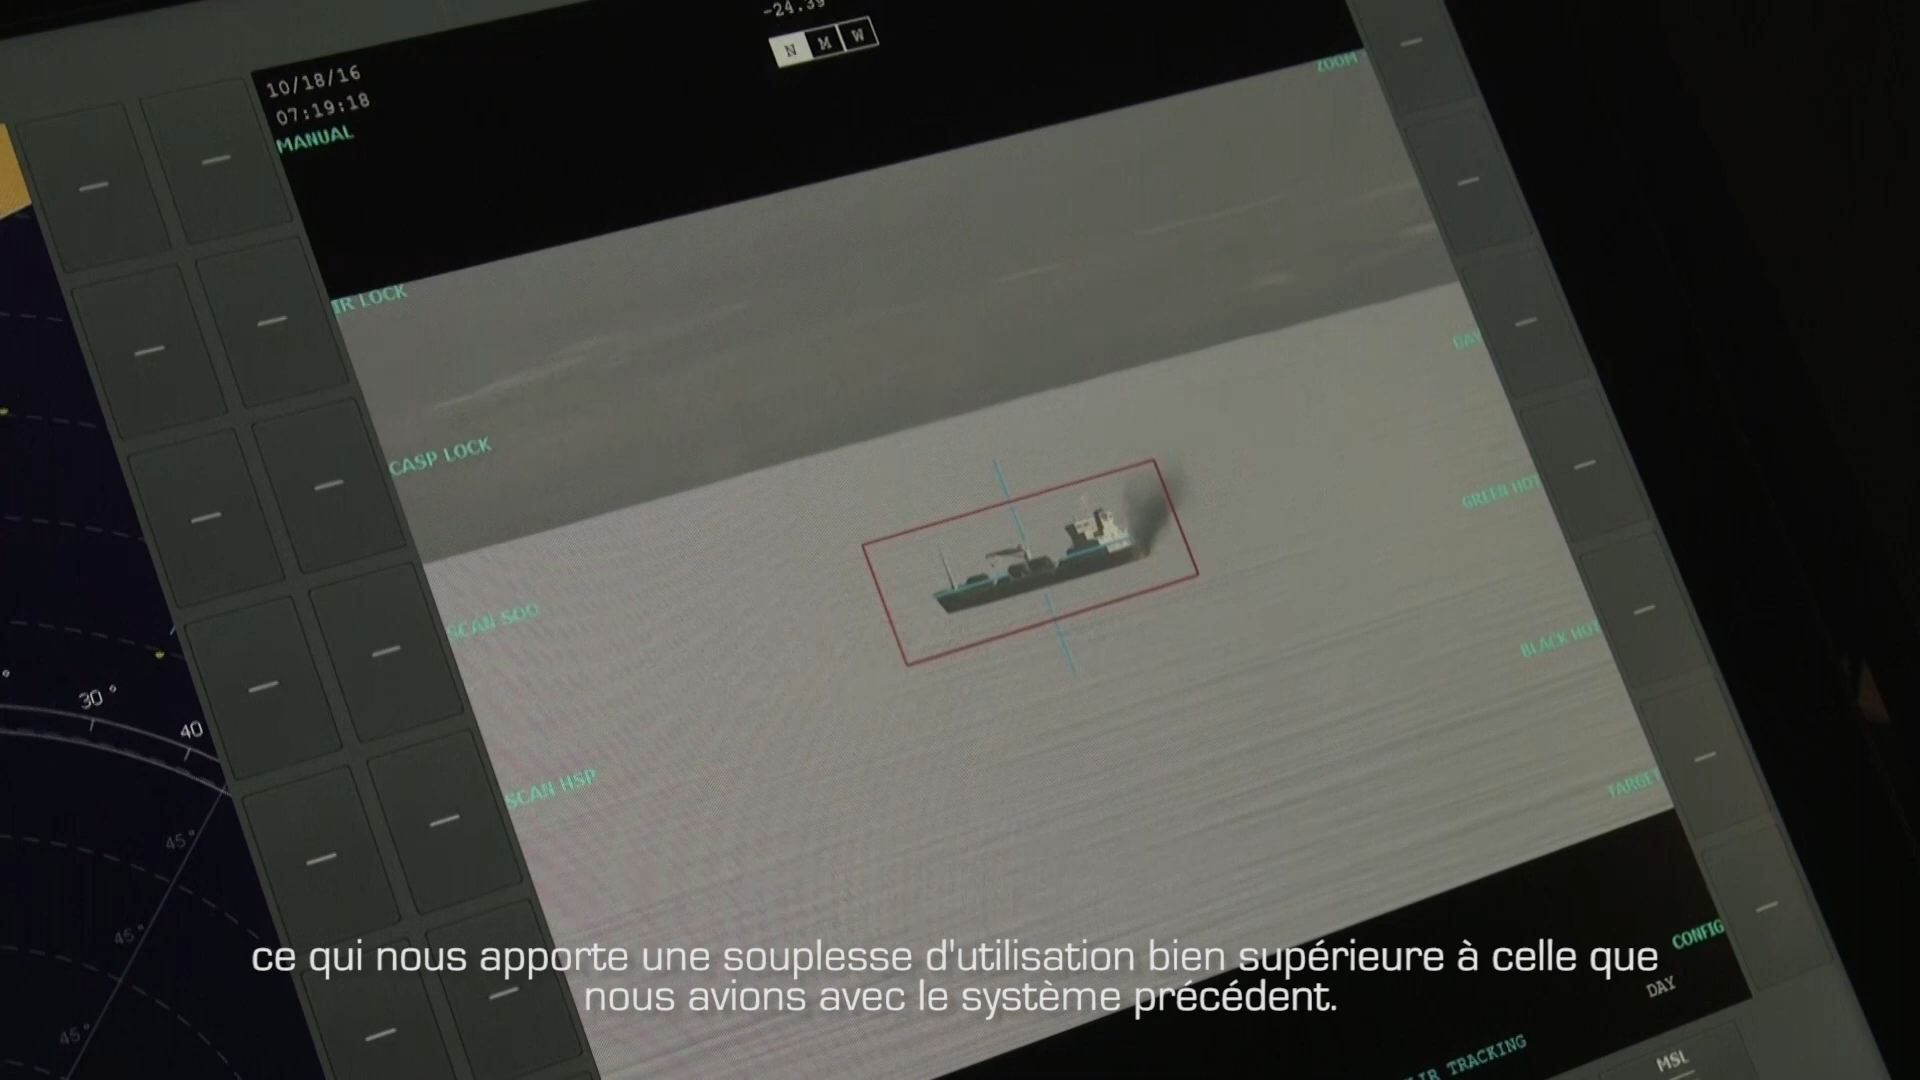 -24.39
N M W
10/18/16
07:19:18
MANUAL
ZOOM
IR LOCK
DAY
CASP LOCK
GREEN HOT
SCAN SOO
BLACK HOT
SCAN HSP
TARGET
30°
40
45°
45°
45°
CONFIG
DAY
TRACKING
MSL
ce qui nous apporte une souplesse d'utilisation bien supérieure à celle que
nous avions avec le système précédent.